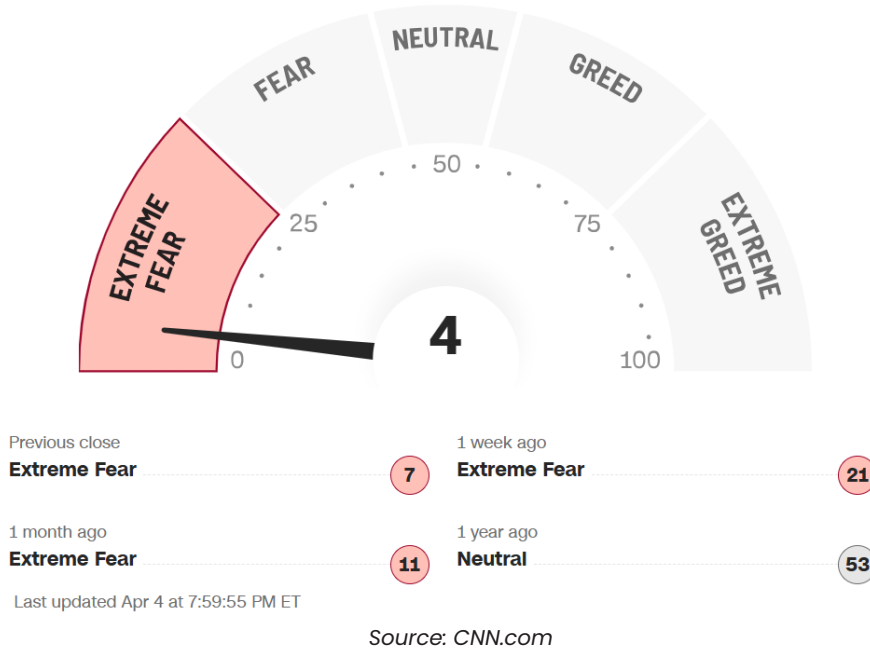 NEUTRAL
FEAR
GREED
EXTREME
FEAR
EXTREME
GREED
50
25
75
0
100
4
Previous close
Extreme Fear
7
1 week ago
Extreme Fear
21
1 month ago
Extreme Fear
11
1 year ago
Neutral
53
Last updated Apr 4 at 7:59:55 PM ET
Source: CNN.com